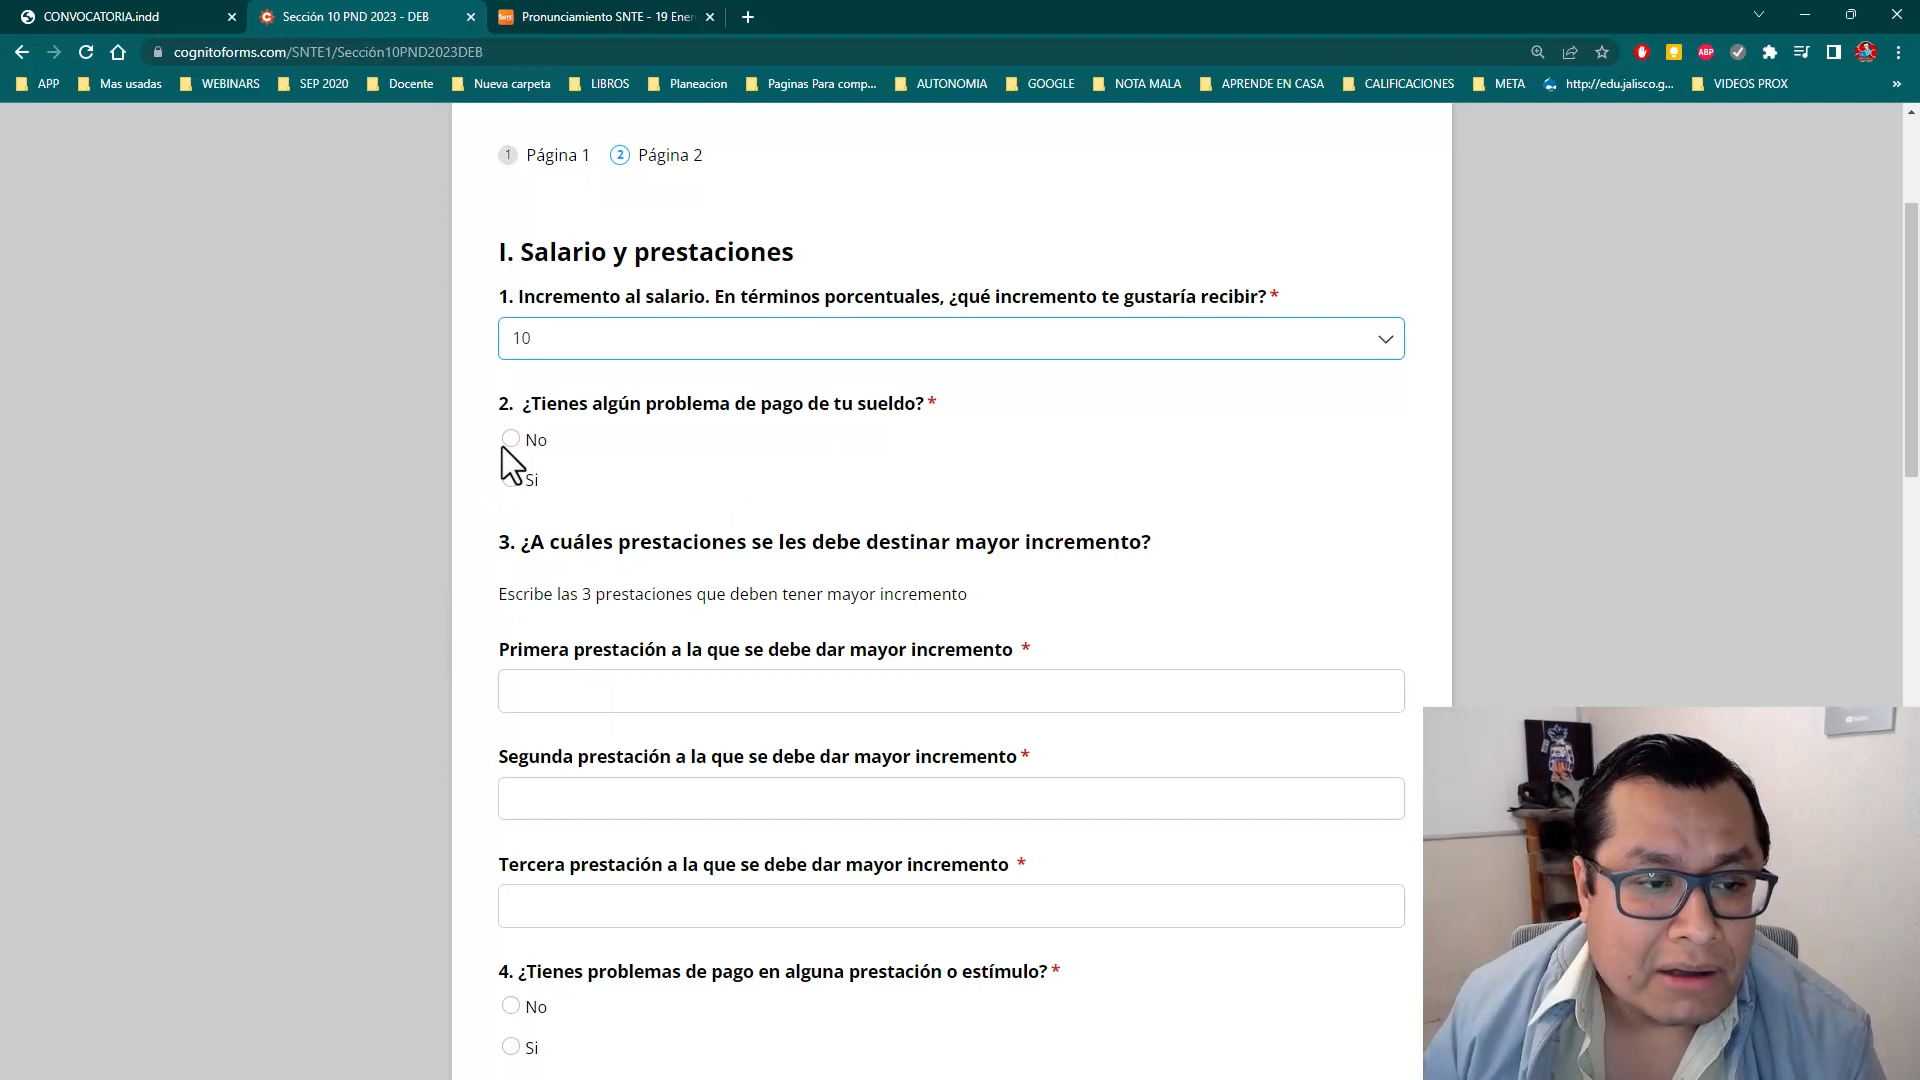 CONVOCATORIA.indd
Sección 10 PND 2023 - DEB
Pronunciamiento SNTE - 19 Ener
cognitoforms.com/SNTE1/Sección10PND2023DEB
APP
Mas usadas
WEBINARS
SEP 2020
Docente
Nueva carpeta
LIBROS
Planeacion
Paginas Para comp...
AUTONOMIA
GOOGLE
NOTA MALA
APRENDE EN CASA
CALIFICACIONES
META
http://edu.jalisco.g...
VIDEOS PROX
»
1 Página 1 2 Página 2
I. Salario y prestaciones
1. Incremento al salario. En términos porcentuales, ¿qué incremento te gustaría recibir? *
10
2. ¿Tienes algún problema de pago de tu sueldo? *
No
Si
3. ¿A cuáles prestaciones se les debe destinar mayor incremento?
Escribe las 3 prestaciones que deben tener mayor incremento
Primera prestación a la que se debe dar mayor incremento *
Segunda prestación a la que se debe dar mayor incremento *
Tercera prestación a la que se debe dar mayor incremento *
4. ¿Tienes problemas de pago en alguna prestación o estímulo? *
No
Si